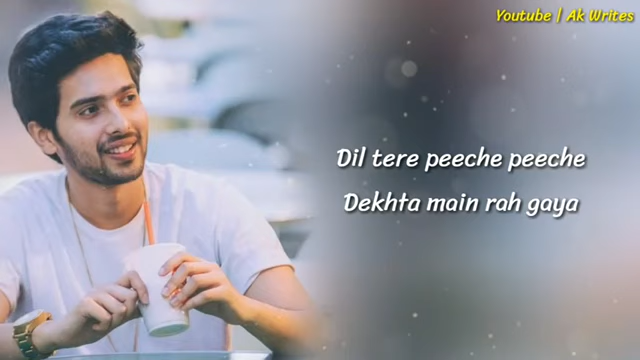 Youtube | Ak Writes
Dil tere peeche peeche
Dekhta main rah gaya